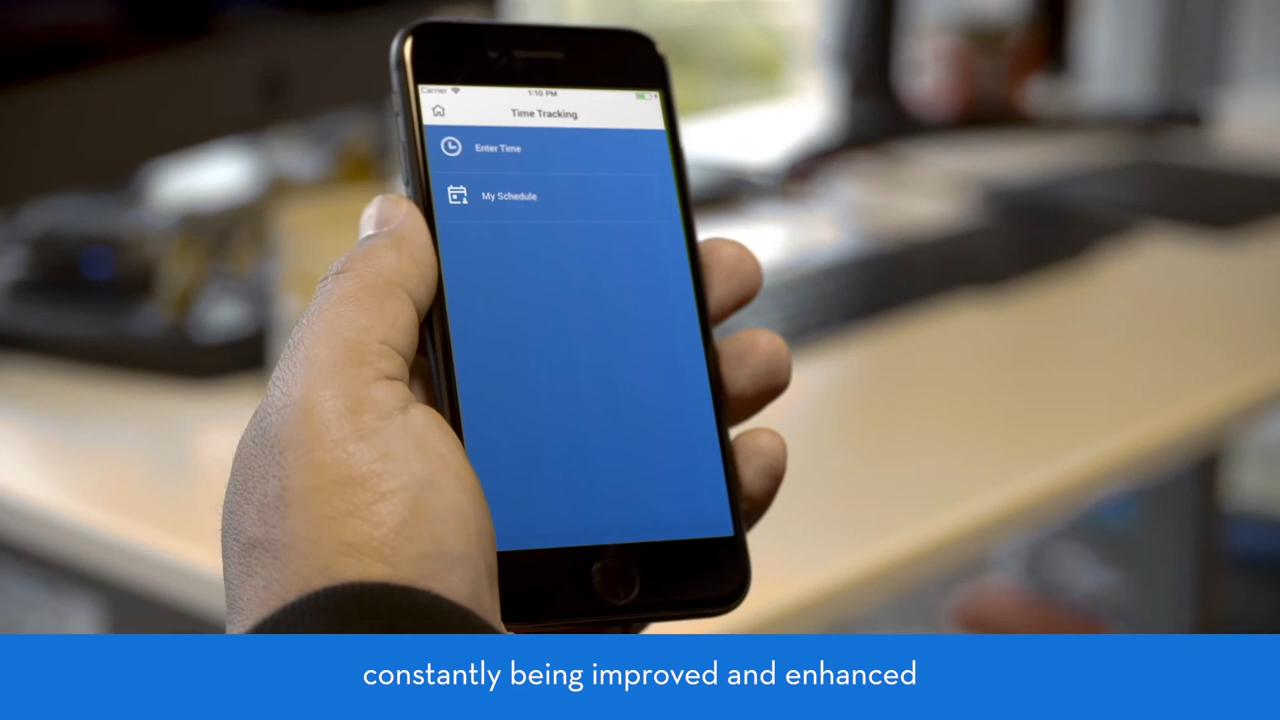 Carrier 1:10 PM
Time Tracking
Enter Time
My Schedule
constantly being improved and enhanced